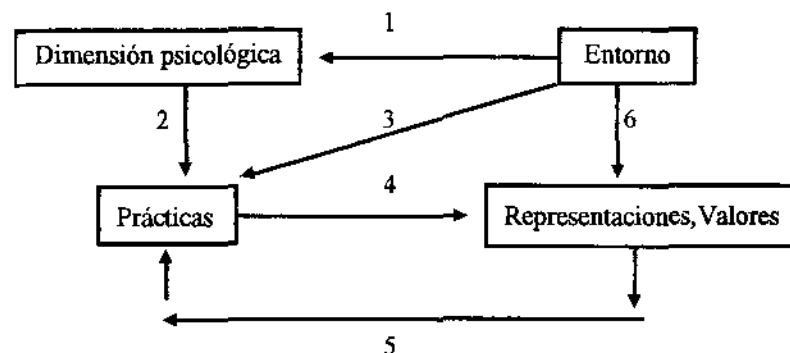 1
Dimensión psicológica
Entorno
2
3
6
4
Prácticas
Representaciones, Valores
5